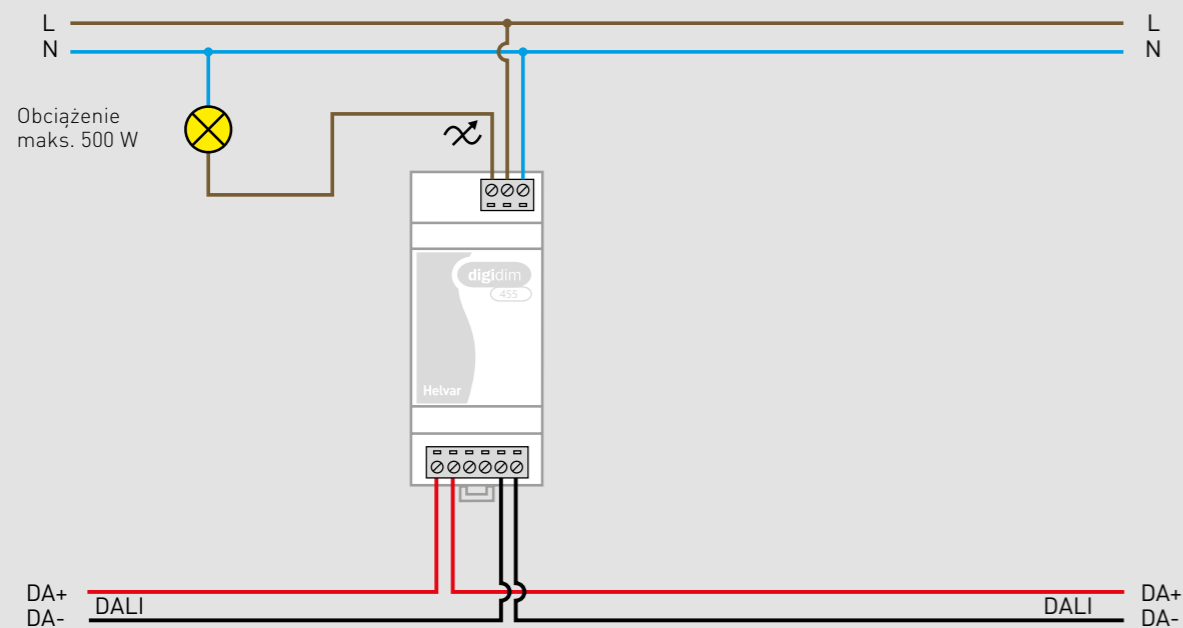 L
L
N
N
Obciążenie
maks. 500 W
digidim
455
Helvar
DA+
DA+
DALI
DALI
DA-
DA-